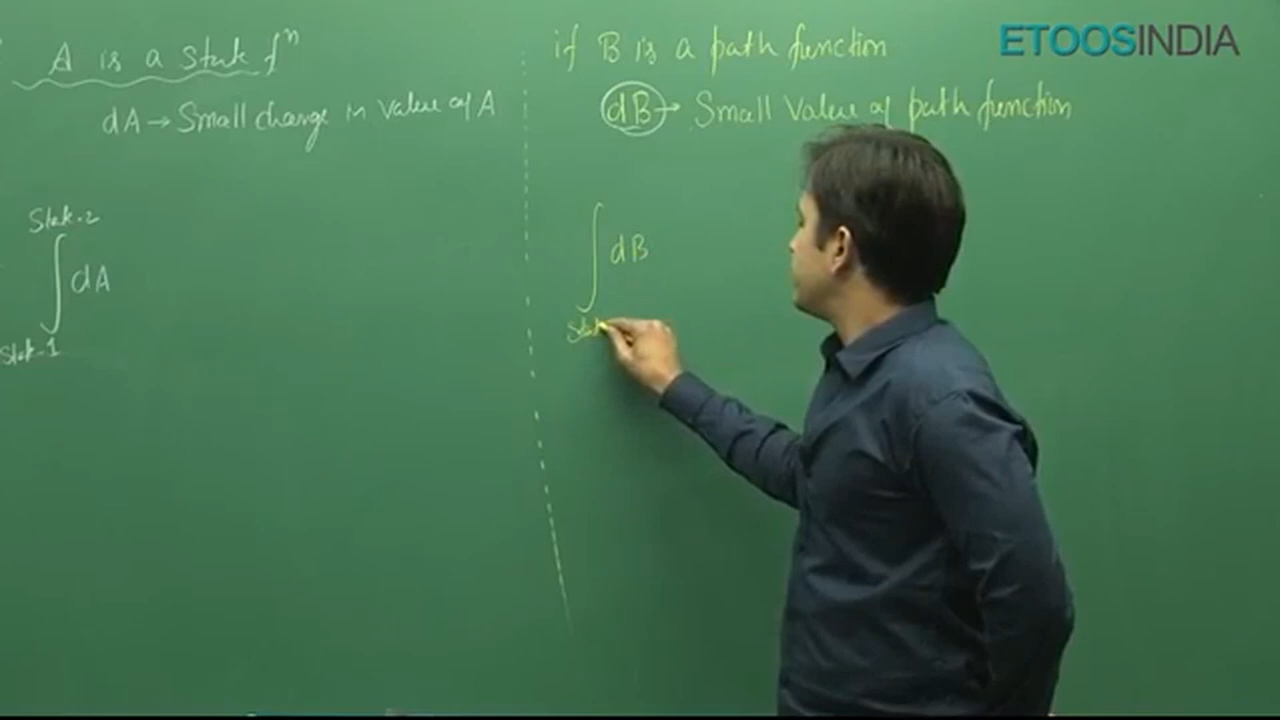 A is a State fⁿ
dA → Small change in value of A
State-2
∫ dA
State-1
if B is a path function
dB → Small Value of path function
∫ dB
Stat
ETOOSINDIA